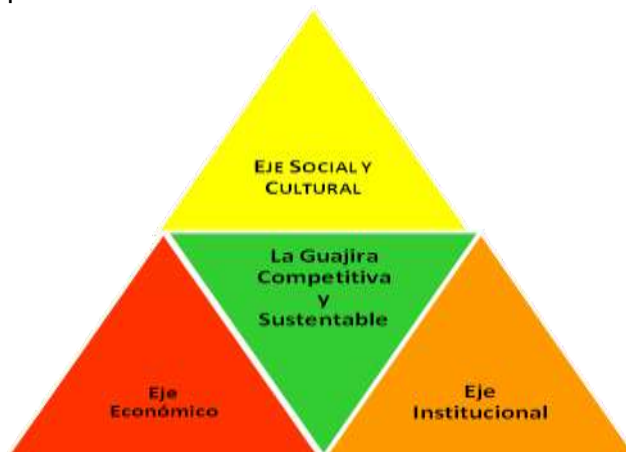 EJE SOCIAL Y
CULTURAL
La Guajira
Competitiva
y
Sustentable
Eje
Económico
Eje
Institucional